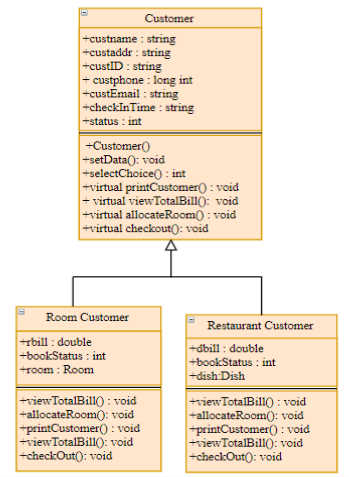 Customer
+custname : string
+custaddr : string
+custID : string
+ custphone : long int
+custEmail : string
+checkInTime : string
+status : int
+Customer()
+setData(): void
+selectChoice() : int
+virtual printCustomer() : void
+ virtual viewTotalBill(): void
+virtual allocateRoom() : void
+virtual checkout(): void
Room Customer
+rbill : double
+bookStatus : int
+room : Room
+viewTotalBill() : void
+allocateRoom(): void
+printCustomer() : void
+viewTotalBill() : void
+checkOut(): void
Restaurant Customer
+dbill : double
+bookStatus : int
+dish:Dish
+viewTotalBill() : void
+allocateRoom(): void
+printCustomer() : void
+viewTotalBill() : void
+checkOut(): void